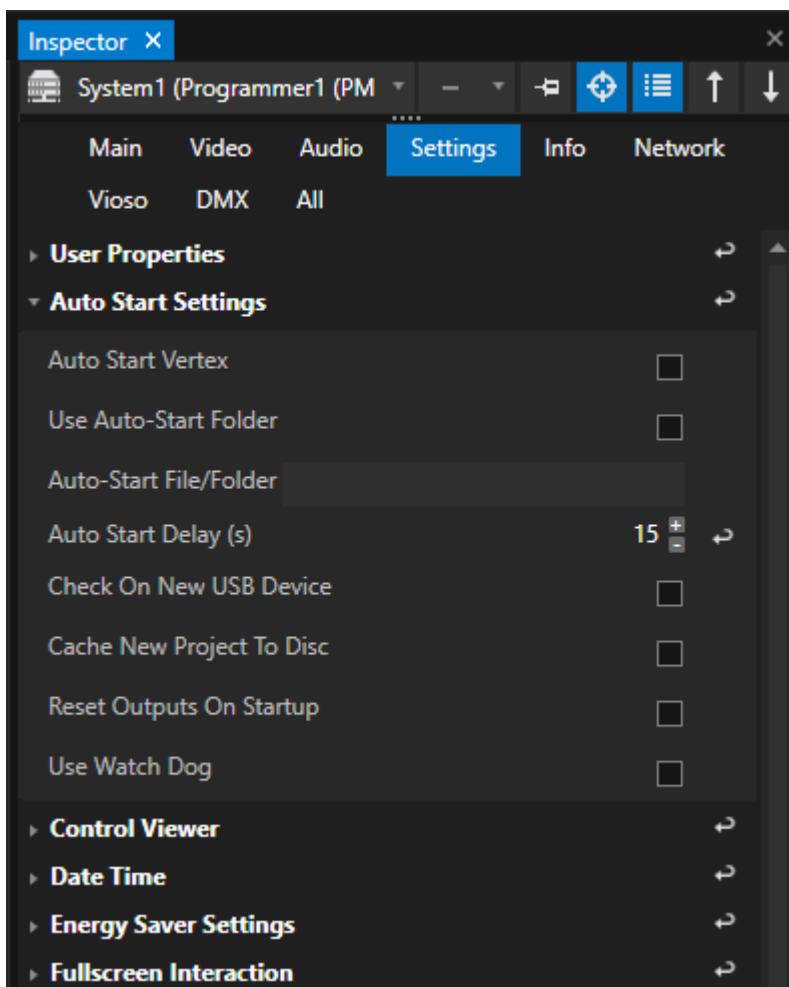 Inspector
System1 (Programmer1 (PM
Main Video Audio Settings Info Network
Vioso DMX All
User Properties
Auto Start Settings
Auto Start Vertex
Use Auto-Start Folder
Auto-Start File/Folder
Auto Start Delay (s) 15
Check On New USB Device
Cache New Project To Disc
Reset Outputs On Startup
Use Watch Dog
Control Viewer
Date Time
Energy Saver Settings
Fullscreen Interaction